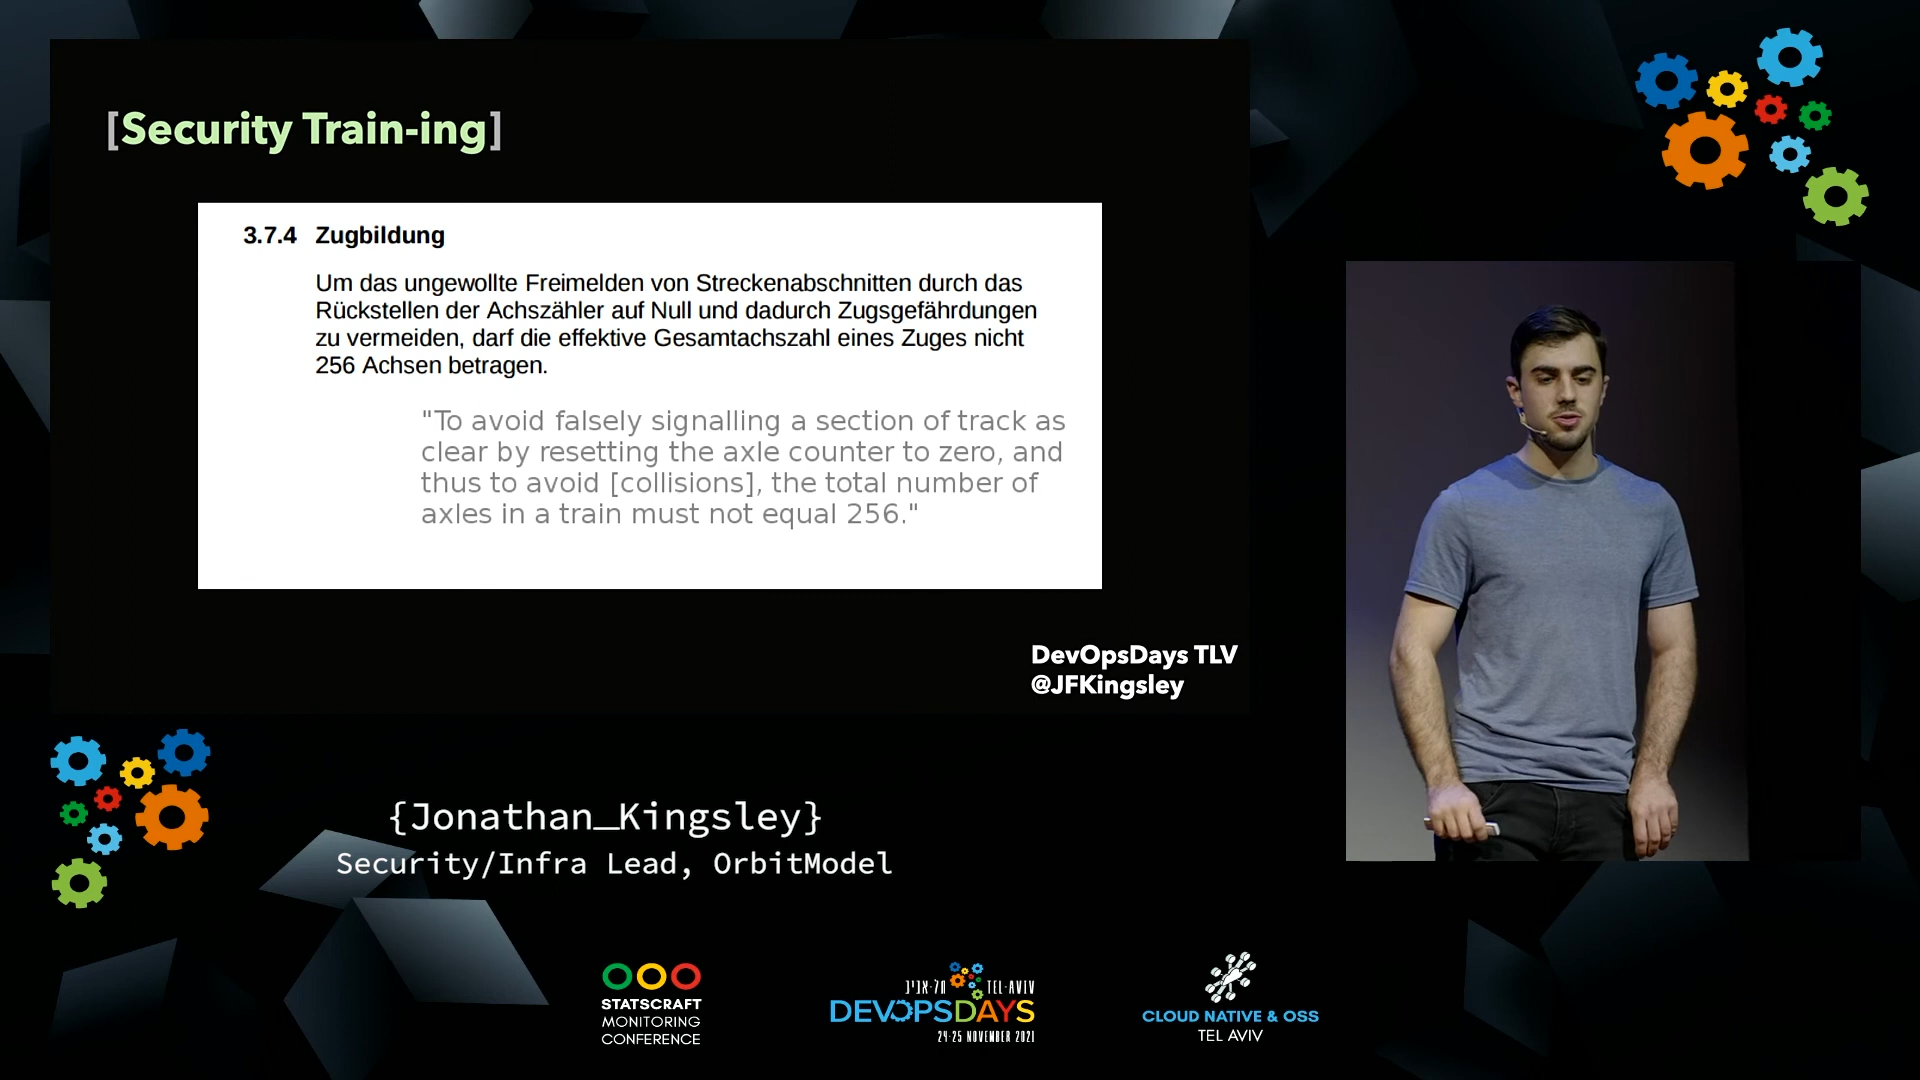 [Security Train-ing]
3.7.4 Zugbildung
Um das ungewollte Freimelden von Streckenabschnitten durch das
Rückstellen der Achszähler auf Null und dadurch Zugsgefährdungen
zu vermeiden, darf die effektive Gesamtachszahl eines Zuges nicht
256 Achsen betragen.
"To avoid falsely signalling a section of track as
clear by resetting the axle counter to zero, and
thus to avoid [collisions], the total number of
axles in a train must not equal 256."
DevOpsDays TLV
@JFKingsley
{Jonathan_Kingsley}
Security/Infra Lead, OrbitModel
STATSCRAFT
MONITORING
CONFERENCE
תל-אביב TEL-AVIV
DEVOPSDAYS
24-25 NOVEMBER 2021
CLOUD NATIVE & OSS
TEL AVIV